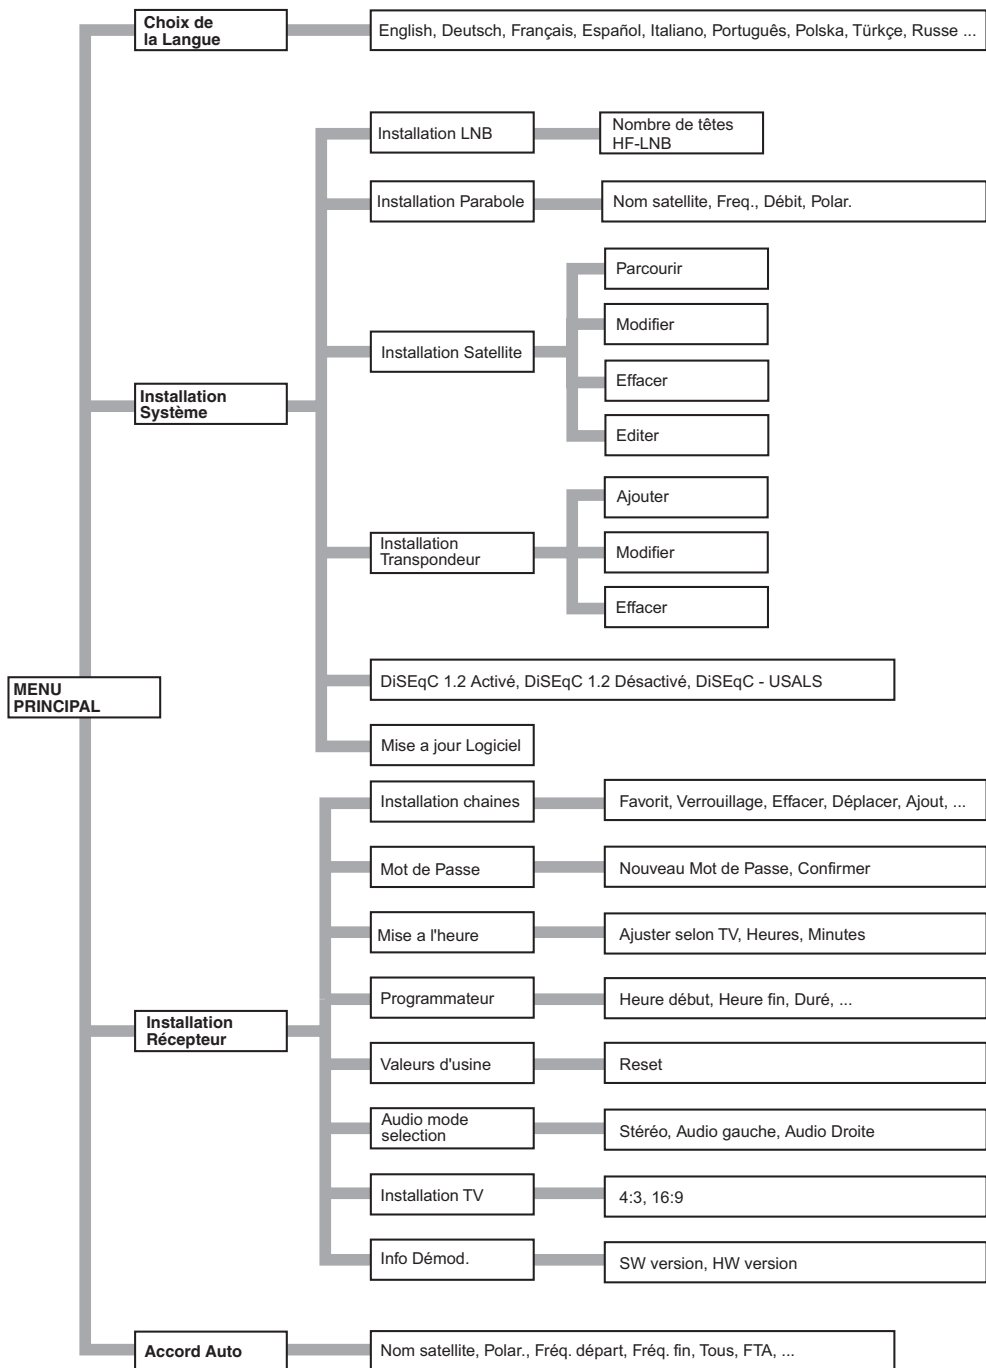 Choix de
la Langue
English, Deutsch, Français, Español, Italiano, Português, Polska, Türkçe, Russe ...
Installation LNB
Nombre de têtes
HF-LNB
Installation Parabole
Nom satellite, Freq., Débit, Polar.
Parcourir
Modifier
Installation Satellite
Effacer
Editer
Installation
Système
Ajouter
Installation
Transpondeur
Modifier
Effacer
DiSEqC 1.2 Activé, DiSEqC 1.2 Désactivé, DiSEqC - USALS
MENU
PRINCIPAL
Mise a jour Logiciel
Installation chaines
Favorit, Verrouillage, Effacer, Déplacer, Ajout, ...
Mot de Passe
Nouveau Mot de Passe, Confirmer
Mise a l'heure
Ajuster selon TV, Heures, Minutes
Programmateur
Heure début, Heure fin, Duré, ...
Installation
Récepteur
Valeurs d'usine
Reset
Audio mode
selection
Stéréo, Audio gauche, Audio Droite
Installation TV
4:3, 16:9
Info Démod.
SW version, HW version
Accord Auto
Nom satellite, Polar., Fréq. départ, Fréq. fin, Tous, FTA, ...